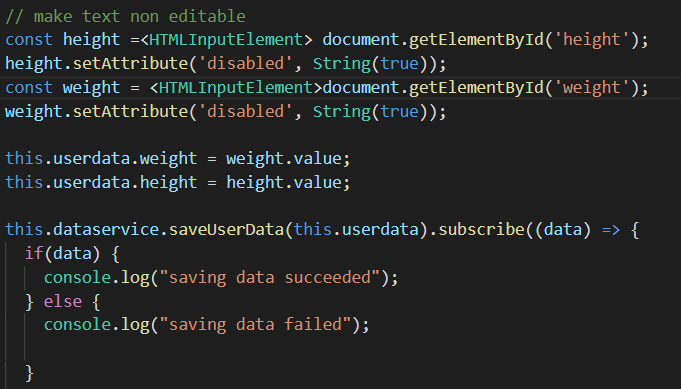 // make text non editable
const height =<HTMLInputElement> document.getElementById('height');
height.setAttribute('disabled', String(true));
const weight = <HTMLInputElement>document.getElementById('weight');
weight.setAttribute('disabled', String(true));
this.userdata.weight = weight.value;
this.userdata.height = height.value;
this.dataservice.saveUserData(this.userdata).subscribe((data) => {
if(data) {
console.log("saving data succeeded");
} else {
console.log("saving data failed");
}